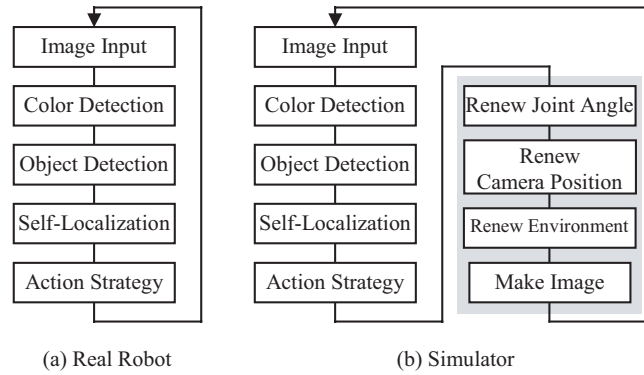 Image Input
Color Detection
Object Detection
Self-Localization
Action Strategy
(a) Real Robot
Image Input
Color Detection
Object Detection
Self-Localization
Action Strategy
Renew Joint Angle
Renew
Camera Position
Renew Environment
Make Image
(b) Simulator